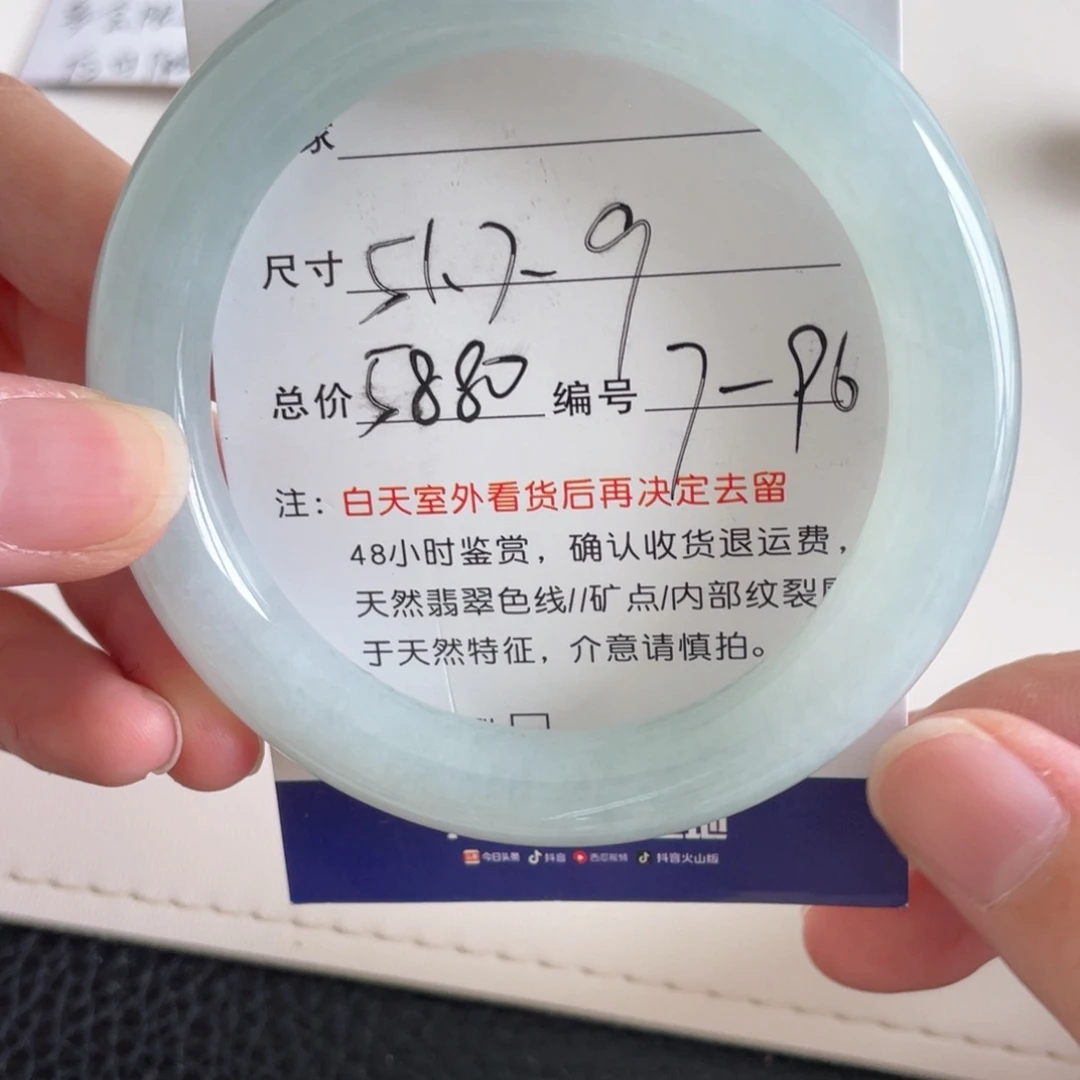 家
尺寸 51.7-9
总价 5880 编号 7-P6
注：白天室外看货后再决定去留
48小时鉴赏，确认收货退运费，
天然翡翠色线//矿点/内部纹裂
于天然特征，介意请慎拍。
今日头条 抖音 西瓜视频 抖音火山版